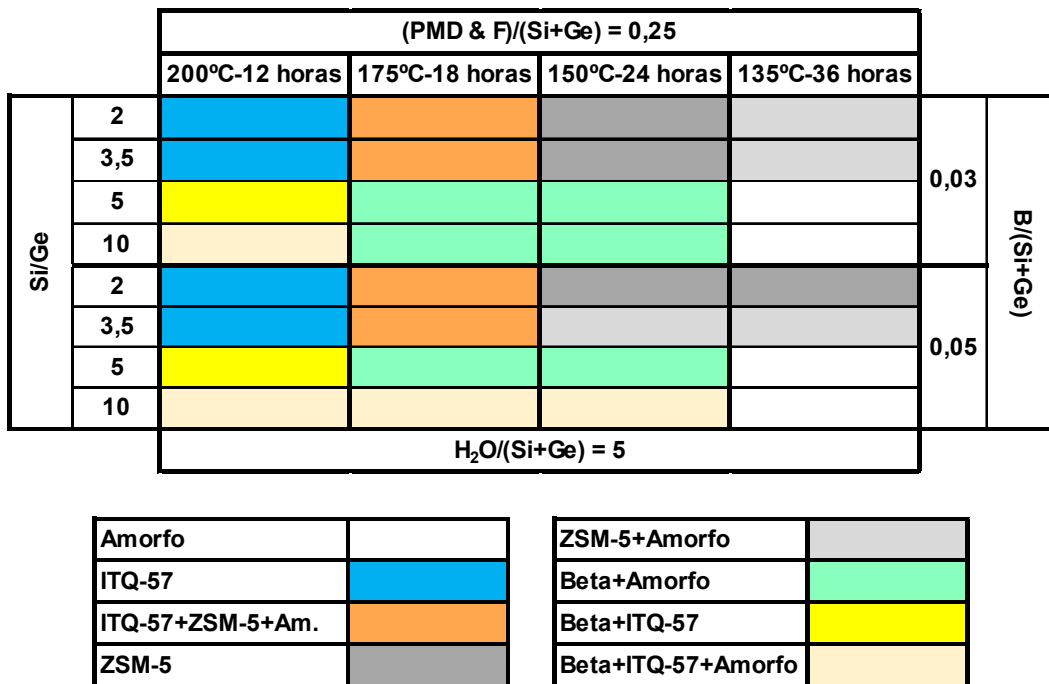 (PMD & F)/(Si+Ge) = 0,25
200ºC-12 horas 175ºC-18 horas 150ºC-24 horas 135ºC-36 horas
Si/Ge
2
3,5
5
10
2
3,5
5
10
0,03
0,05
B/(Si+Ge)
H₂O/(Si+Ge) = 5
Amorfo
ITQ-57
ITQ-57+ZSM-5+Am.
ZSM-5
ZSM-5+Amorfo
Beta+Amorfo
Beta+ITQ-57
Beta+ITQ-57+Amorfo